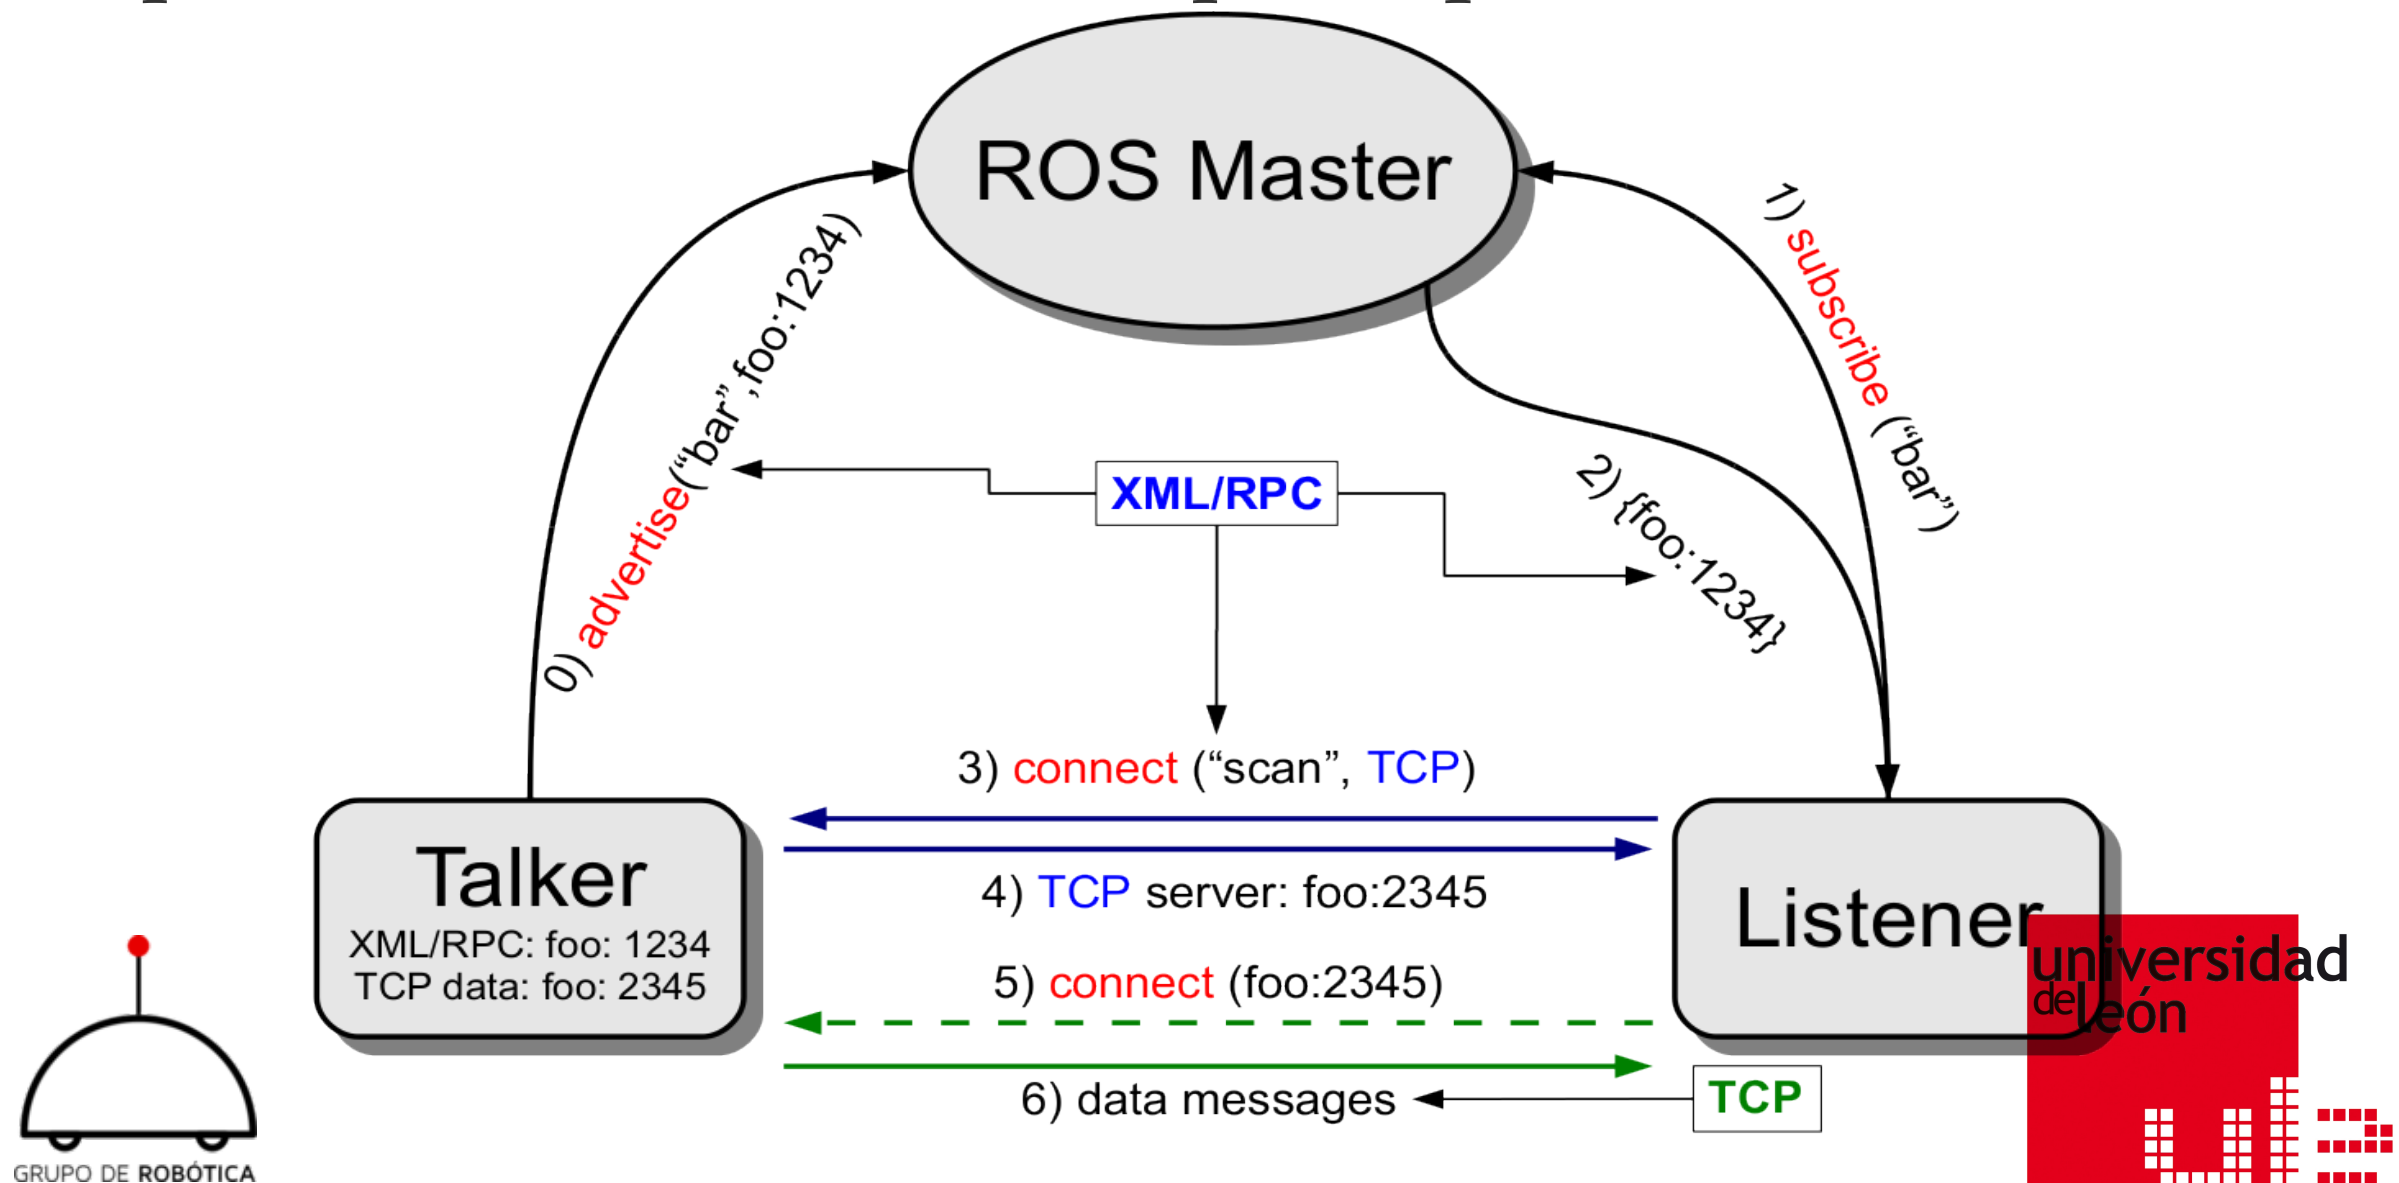 ROS Master
0) advertise(“bar”,foo:1234)
1) subscribe (“bar”)
XML/RPC
2) {foo:1234}
3) connect (“scan”, TCP)
Talker
XML/RPC: foo: 1234
TCP data: foo: 2345
4) TCP server: foo:2345
Listener
5) connect (foo:2345)
6) data messages
TCP
GRUPO DE ROBÓTICA
universidad
de león